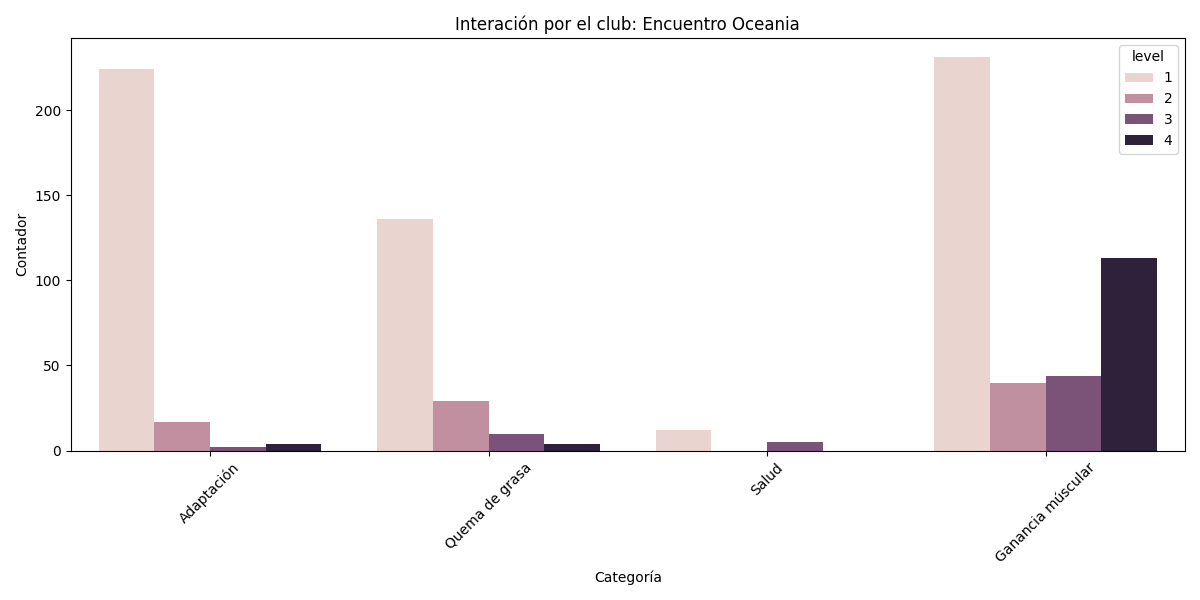 Interación por el club: Encuentro Oceania
level
1
2
3
4
Contador
200
150
100
50
0
Adaptación
Quema de grasa
Salud
Ganancia múscular
Categoría